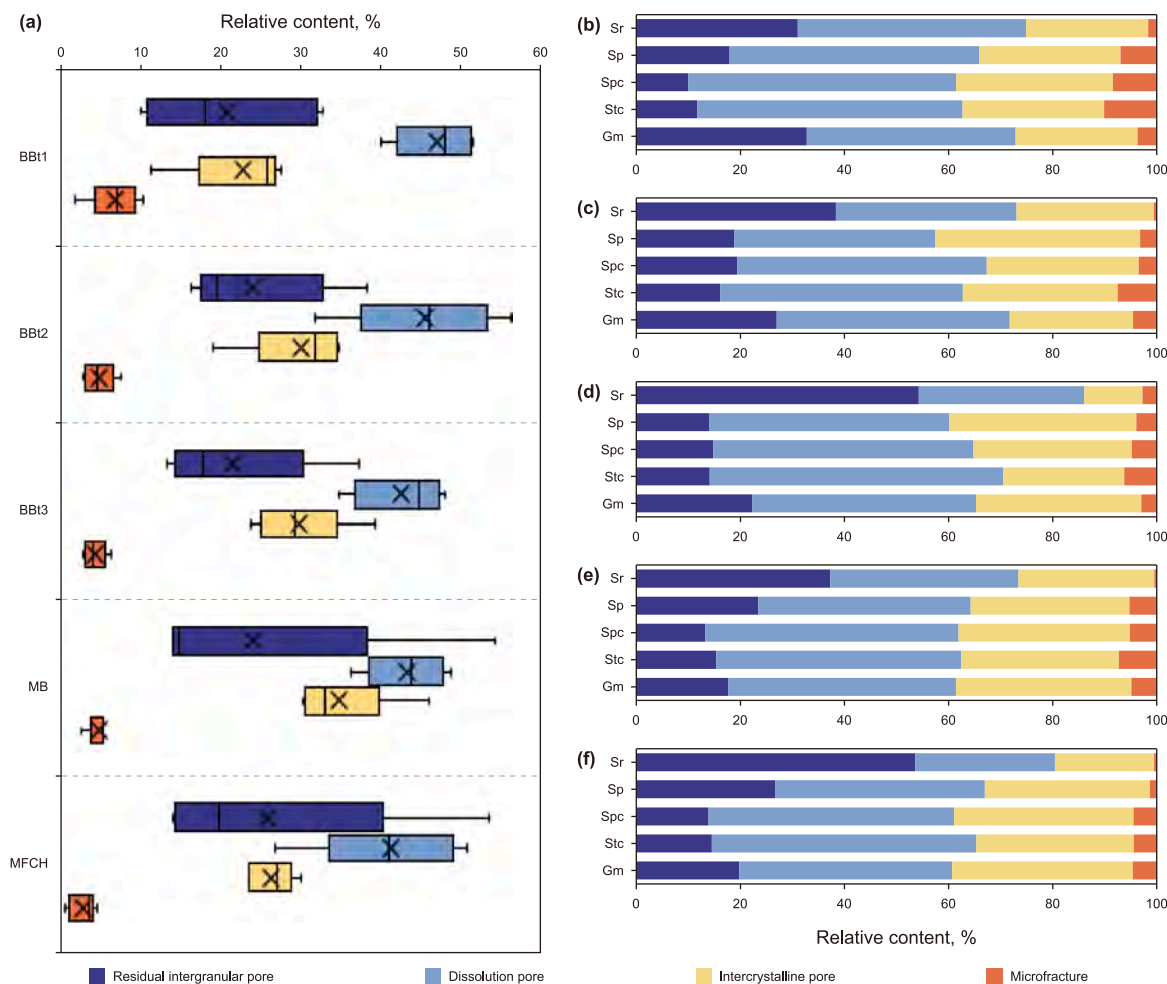 (a)
Relative content, %
0 10 20 30 40 50 60
BBt1
BBt2
BBt3
MB
MFCH
(b)
Sr
Sp
Spc
Stc
Gm
0 20 40 60 80 100
(c)
Sr
Sp
Spc
Stc
Gm
0 20 40 60 80 100
(d)
Sr
Sp
Spc
Stc
Gm
0 20 40 60 80 100
(e)
Sr
Sp
Spc
Stc
Gm
0 20 40 60 80 100
(f)
Sr
Sp
Spc
Stc
Gm
0 20 40 60 80 100
Relative content, %
Residual intergranular pore Dissolution pore Intercrystalline pore Microfracture